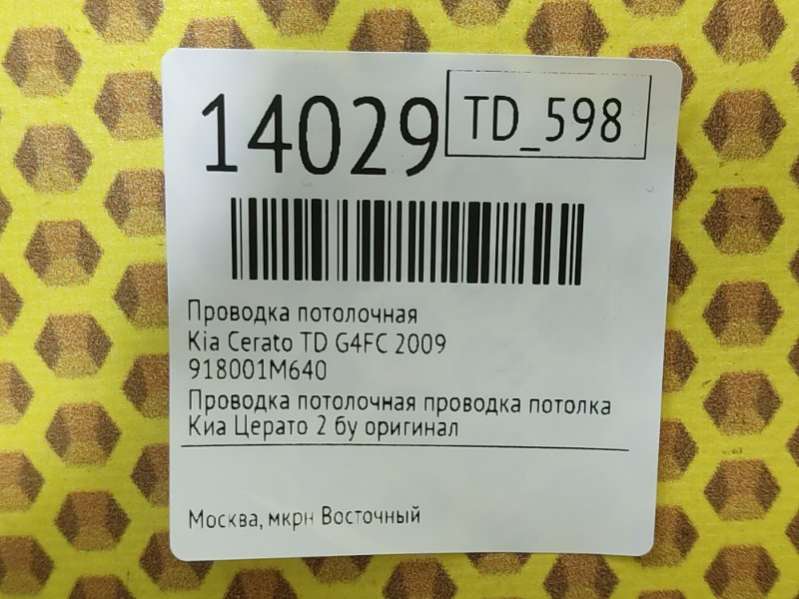 14029
TD_598
Проводка потолочная
Kia Cerato TD G4FC 2009
918001M640
Проводка потолочная проводка потолка
Киа Церато 2 бу оригинал
Москва, мкрн Восточный